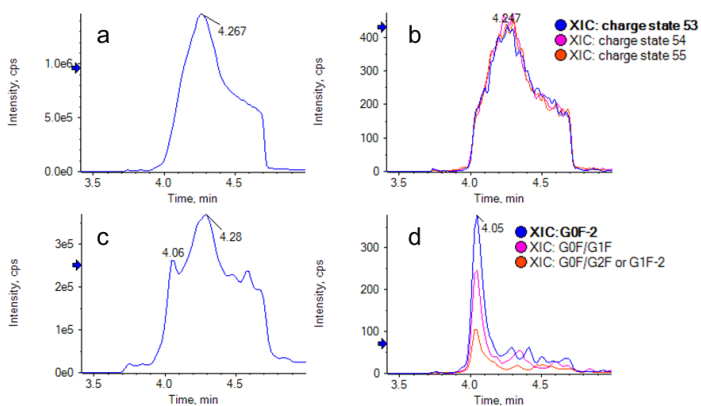 a
4.267
1.0e6
5.0e5
0.0e0
3.5
4.0
4.5
Time, min
Intensity, cps
b
4.247
XIC: charge state 53
XIC: charge state 54
XIC: charge state 55
400
300
200
100
0
3.5
4.0
4.5
Time, min
Intensity, cps
c
4.06
4.28
3e5
2e5
1e5
0e0
3.5
4.0
4.5
Time, min
Intensity, cps
d
4.05
XIC: G0F-2
XIC: G0F/G1F
XIC: G0F/G2F or G1F-2
300
200
100
0
3.5
4.0
4.5
Time, min
Intensity, cps